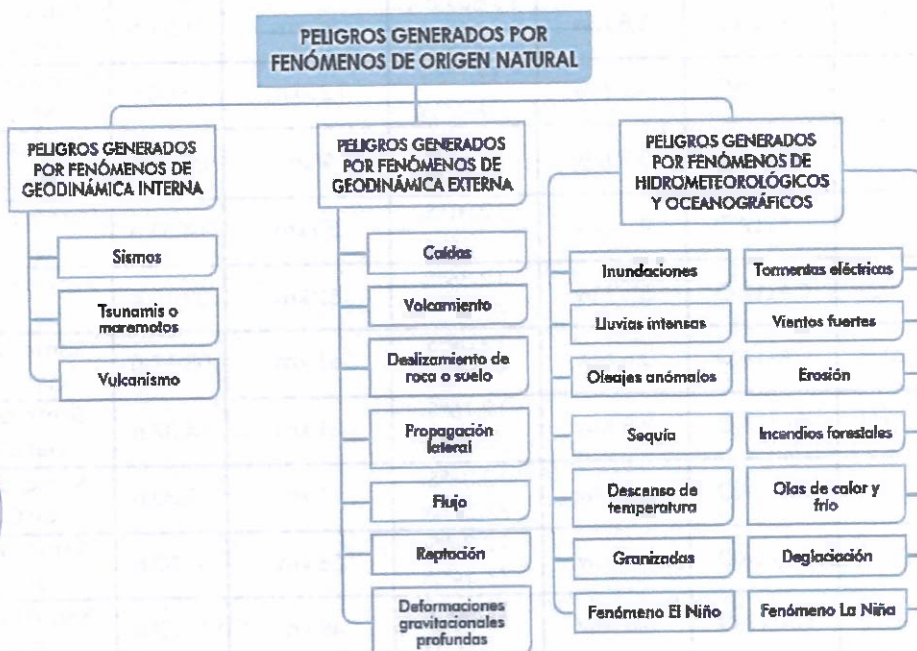 PELIGROS GENERADOS POR
FENÓMENOS DE ORIGEN NATURAL
PELIGROS GENERADOS
POR FENÓMENOS DE
GEODINÁMICA INTERNA
Sismos
Tsunamis o
maremotos
Vulcanismo
PELIGROS GENERADOS
POR FENÓMENOS DE
GEODINÁMICA EXTERNA
Caídas
Volcamiento
Deslizamiento de
roca o suelo
Propagación
lateral
Flujo
Reptación
Deformaciones
gravitacionales
profundas
PELIGROS GENERADOS
POR FENÓMENOS DE
HIDROMETEOROLÓGICOS
Y OCEANOGRÁFICOS
Inundaciones
Lluvias intensas
Oleajes anómalos
Sequía
Descenso de
temperatura
Granizadas
Fenómeno El Niño
Tormentas eléctricas
Vientos fuertes
Erosión
Incendios forestales
Olas de calor y
frío
Deglaciación
Fenómeno La Niña